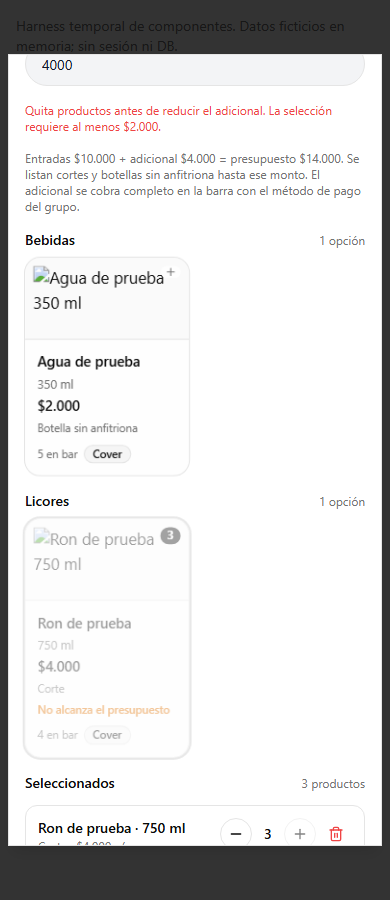 Harness temporal de componentes. Datos ficticios en
memoria; sin sesión ni DB.
4000
Quita productos antes de reducir el adicional. La selección
requiere al menos $2.000.
Entradas $10.000 + adicional $4.000 = presupuesto $14.000. Se
listan cortes y botellas sin anfitriona hasta ese monto. El
adicional se cobra completo en la barra con el método de pago
del grupo.
Bebidas 1 opción
Agua de prueba +
350 ml
Agua de prueba
350 ml
$2.000
Botella sin anfitriona
5 en bar Cover
Licores 1 opción
Ron de prueba 3
750 ml
Ron de prueba
750 ml
$4.000
Corte
No alcanza el presupuesto
4 en bar Cover
Seleccionados 3 productos
Ron de prueba · 750 ml − 3 +